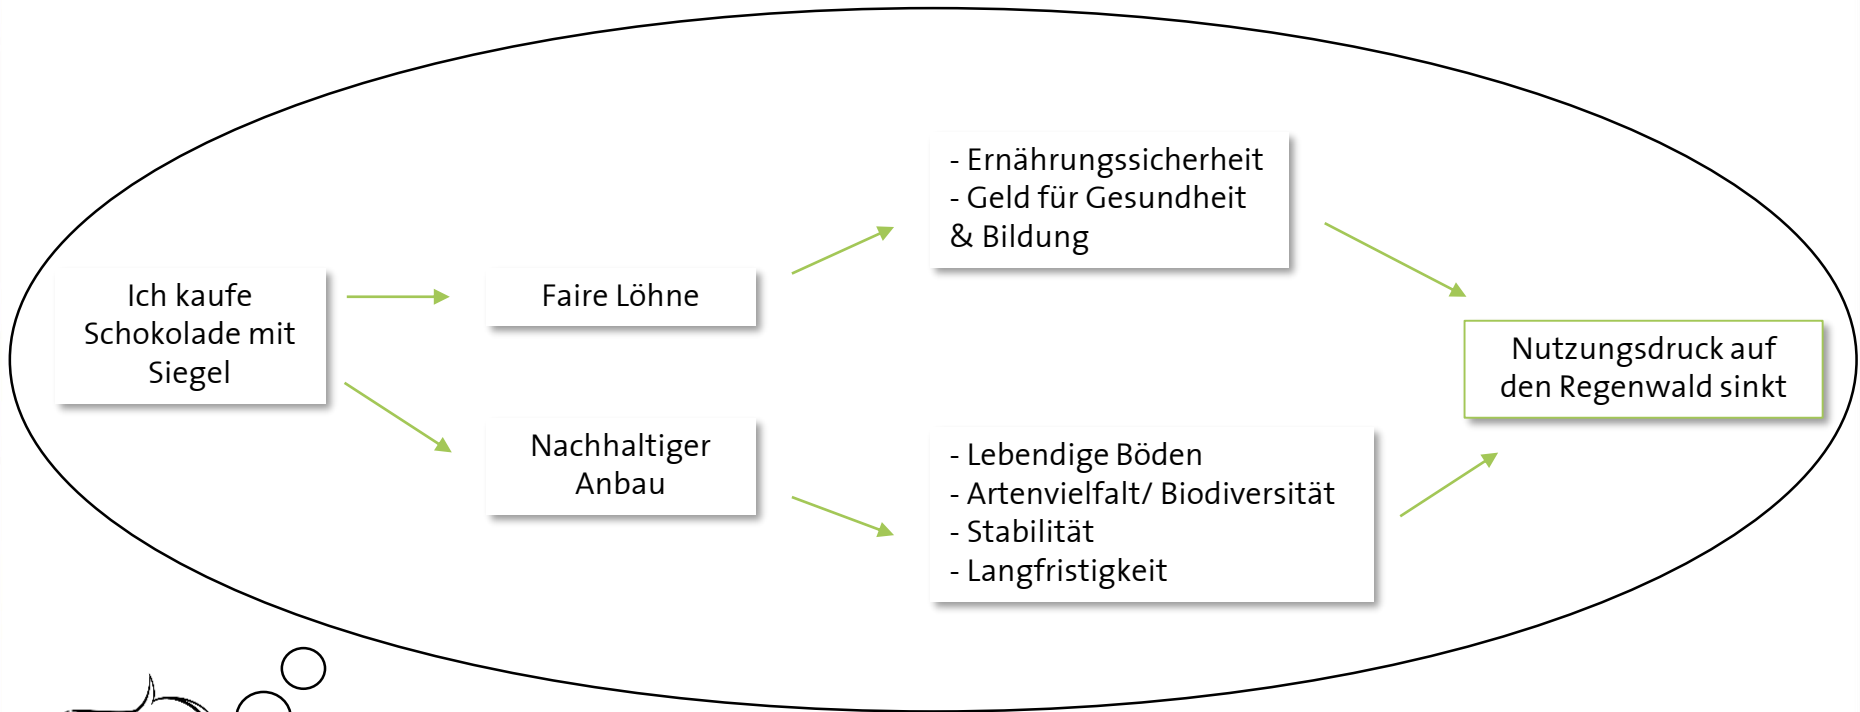 Ich kaufe
Schokolade mit
Siegel
Faire Löhne
Nachhaltiger
Anbau
- Ernährungssicherheit
- Geld für Gesundheit
& Bildung
- Lebendige Böden
- Artenvielfalt/ Biodiversität
- Stabilität
- Langfristigkeit
Nutzungsdruck auf
den Regenwald sinkt